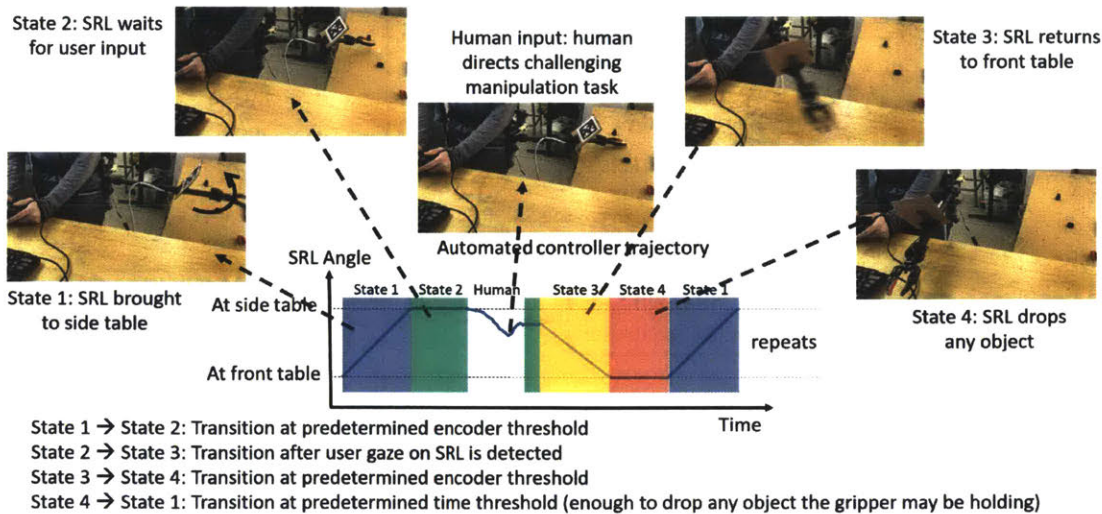 State 2: SRL waits
for user input
Human input: human
directs challenging
manipulation task
State 3: SRL returns
to front table
State 1: SRL brought
to side table
Automated controller trajectory
State 4: SRL drops
any object
SRL Angle
State 1 State 2 Human State 3 State 4 State 1
At side table
repeats
At front table
Time
State 1 → State 2: Transition at predetermined encoder threshold
State 2 → State 3: Transition after user gaze on SRL is detected
State 3 → State 4: Transition at predetermined encoder threshold
State 4 → State 1: Transition at predetermined time threshold (enough to drop any object the gripper may be holding)